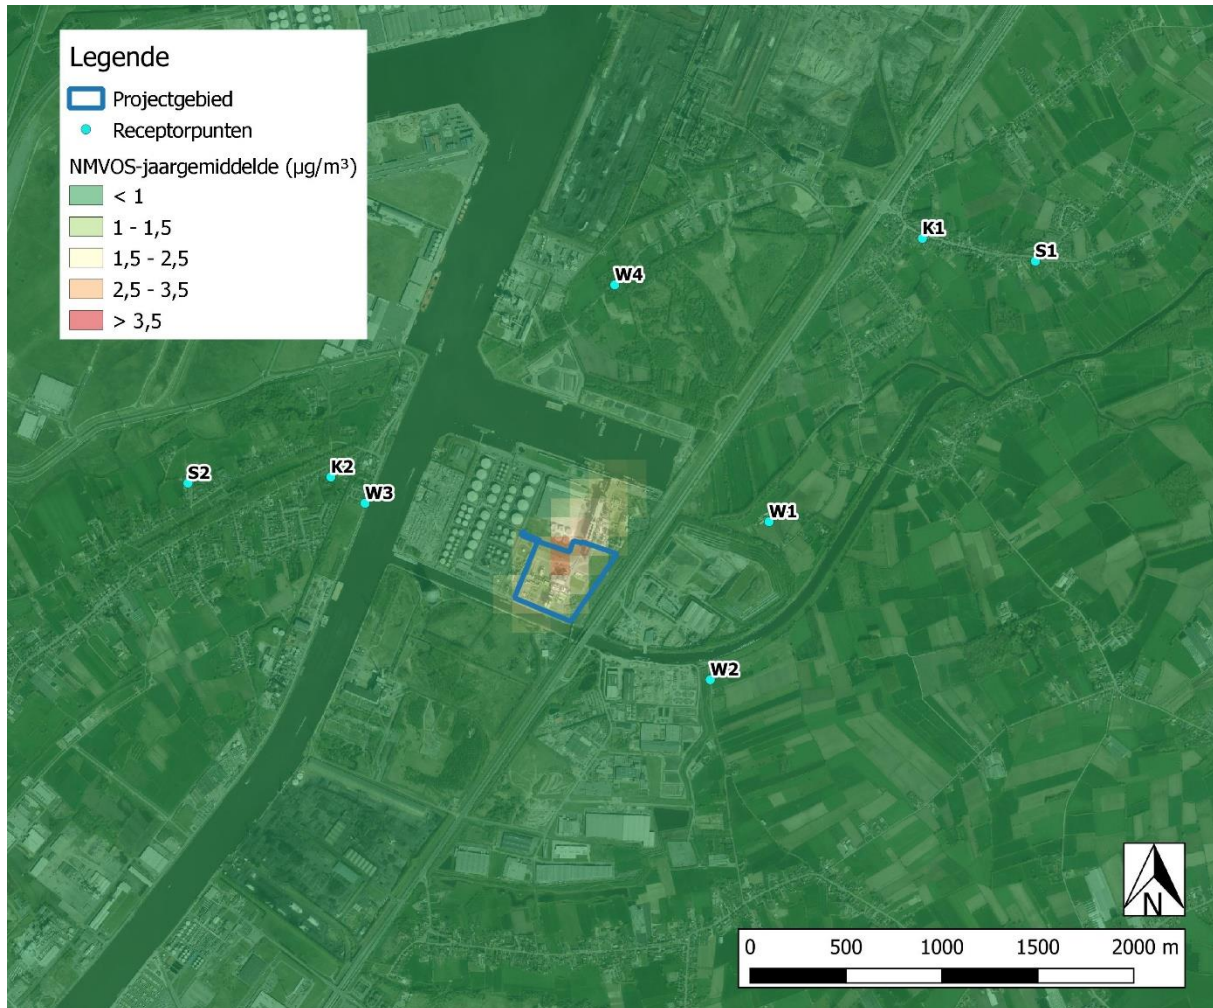 Legende
Projectgebied
Receptorpunten
NMVOS-jaargemiddelde (µg/m³)
< 1
1 - 1,5
1,5 - 2,5
2,5 - 3,5
> 3,5
K1
S1
W4
S2
K2
W3
W1
W2
N
0 500 1000 1500 2000 m